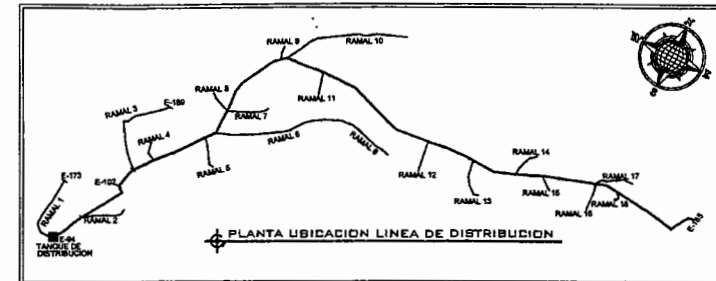 RAMAL 9
RAMAL 10
RAMAL 8
RAMAL 11
RAMAL 3
E-189
RAMAL 7
RAMAL 4
RAMAL 6
RAMAL 5
RAMAL 6
RAMAL 14
RAMAL 12
E-173
E-102
RAMAL 1
RAMAL 2
RAMAL 13
RAMAL 15
RAMAL 17
RAMAL 16
E-94
TANQUE DE
DISTRIBUCION
PLANTA UBICACION LINEA DE DISTRIBUCION